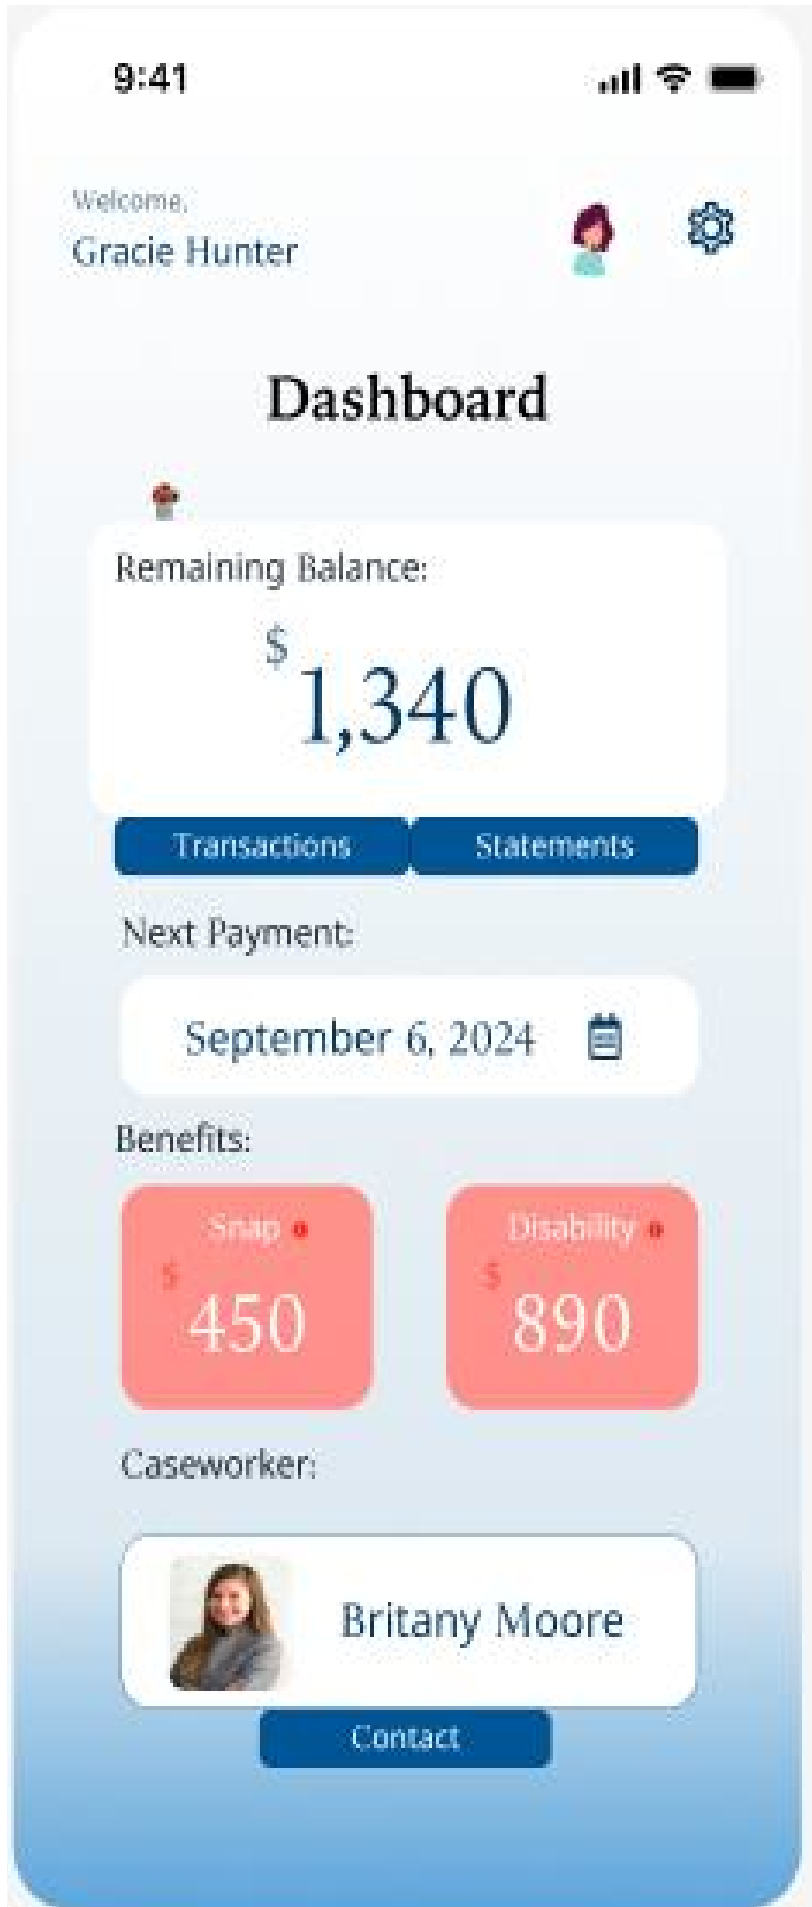 9:41
Welcome,
Gracie Hunter
Dashboard
Remaining Balance:
$ 1,340
Transactions Statements
Next Payment:
September 6, 2024
Benefits:
Snap Disability
$ 450 $ 890
Caseworker:
Britany Moore
Contact